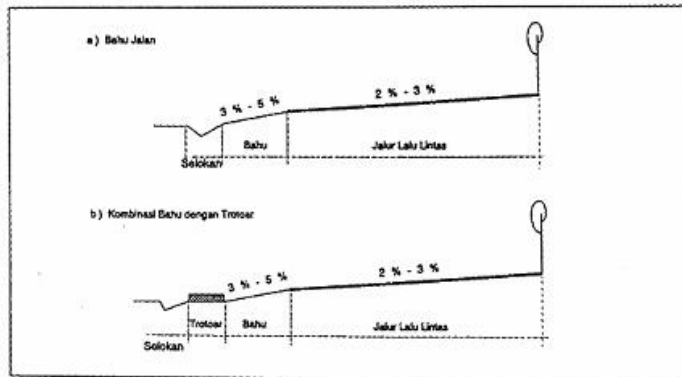 a ) Bahu Jalan
3 % - 5 %
2 % - 3 %
Bahu
Jalur Lalu Lintas
Selokan
b ) Kombinasi Bahu dengan Trotoar
3 % - 5 %
2 % - 3 %
Trotoar
Bahu
Jalur Lalu Lintas
Selokan